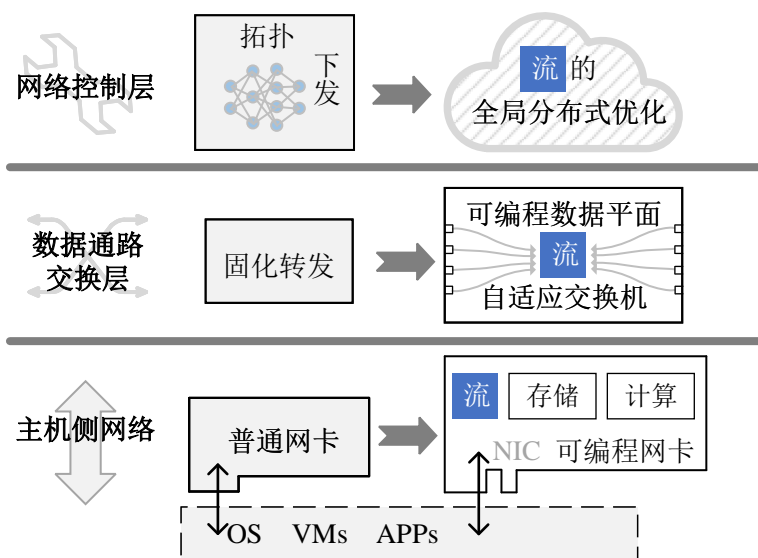 网络控制层
拓扑
下发
流的
全局分布式优化
数据通路
交换层
固化转发
可编程数据平面
流
自适应交换机
主机侧网络
普通网卡
流 存储 计算
NIC 可编程网卡
OS VMs APPs